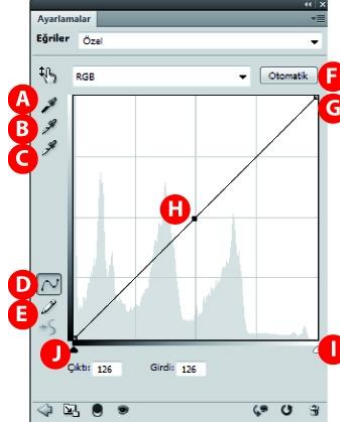 Ayarlamalar
Eğriler Özel
RGB Otomatik F
A
G
B
C
H
D
E
J I
Çıktı: 126 Girdi: 126